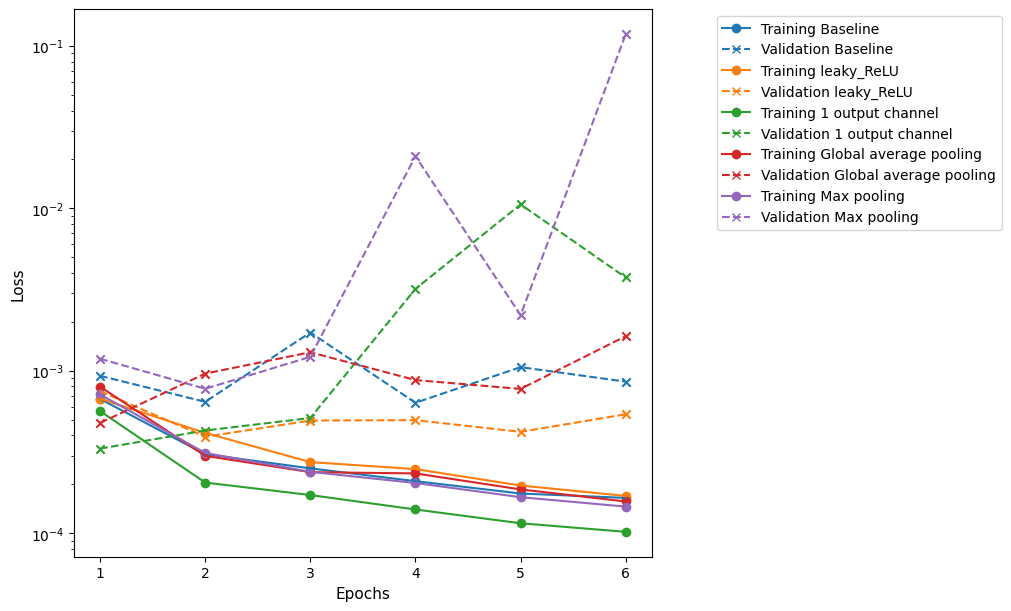 Loss
10⁻¹
10⁻²
10⁻³
10⁻⁴
1 2 3 4 5 6
Epochs
Training Baseline
Validation Baseline
Training leaky_ReLU
Validation leaky_ReLU
Training 1 output channel
Validation 1 output channel
Training Global average pooling
Validation Global average pooling
Training Max pooling
Validation Max pooling